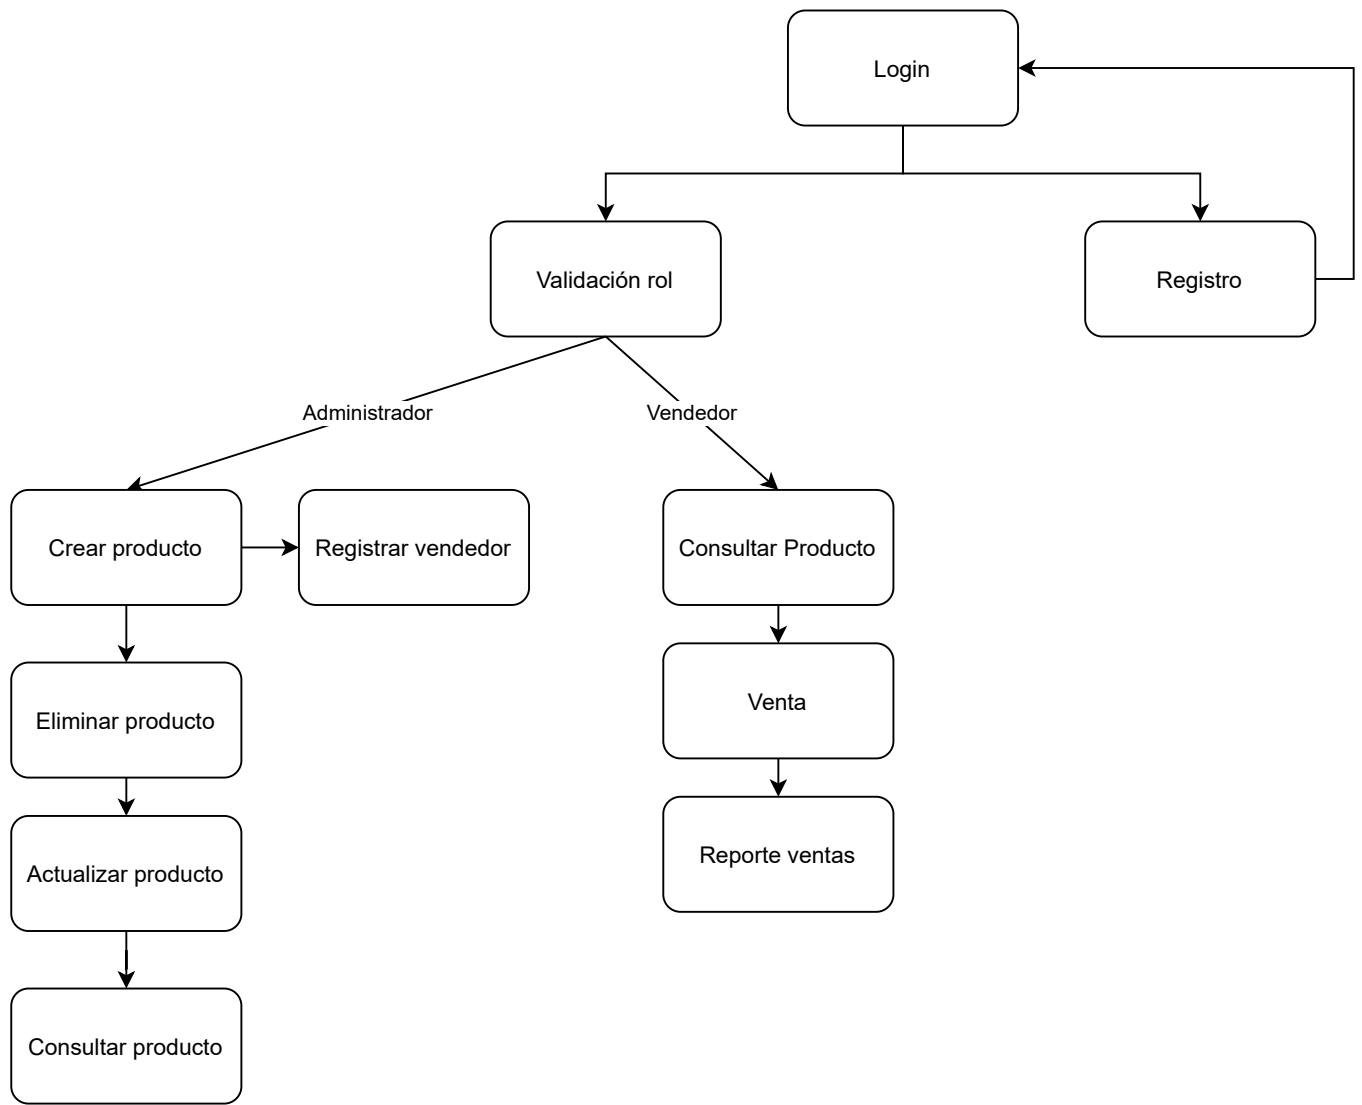 Login
Validación rol
Registro
Administrador
Vendedor
Crear producto
Registrar vendedor
Consultar Producto
Eliminar producto
Venta
Actualizar producto
Reporte ventas
Consultar producto